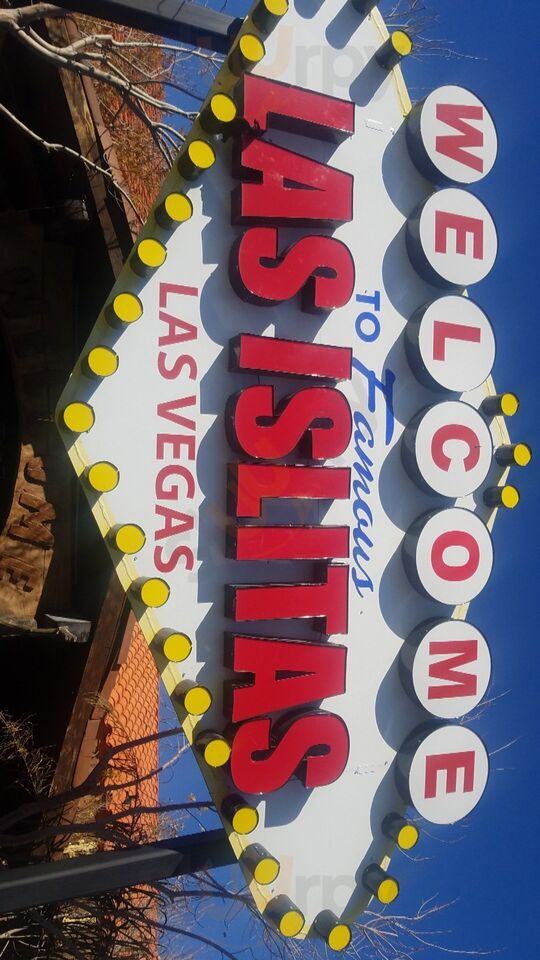 WELCOME
TO Famous
LAS ISLITAS
LAS VEGAS